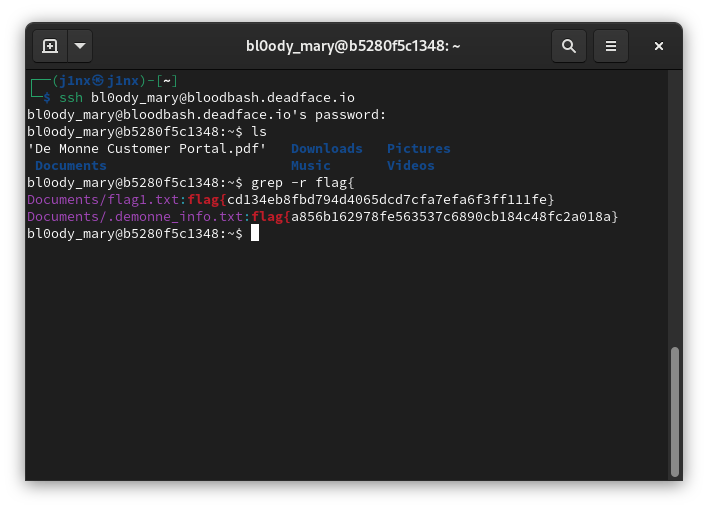 bl0ody_mary@b5280f5c1348: ~
┌──(j1nx㉿j1nx)-[~]
└─$ ssh bl0ody_mary@bloodbash.deadface.io
bl0ody_mary@bloodbash.deadface.io's password:
bl0ody_mary@b5280f5c1348:~$ ls
'De Monne Customer Portal.pdf'   Downloads   Pictures
 Documents                       Music       Videos
bl0ody_mary@b5280f5c1348:~$ grep -r flag{
Documents/flag1.txt:flag{cd134eb8fbd794d4065dcd7cfa7efa6f3ff111fe}
Documents/.demonne_info.txt:flag{a856b162978fe563537c6890cb184c48fc2a018a}
bl0ody_mary@b5280f5c1348:~$